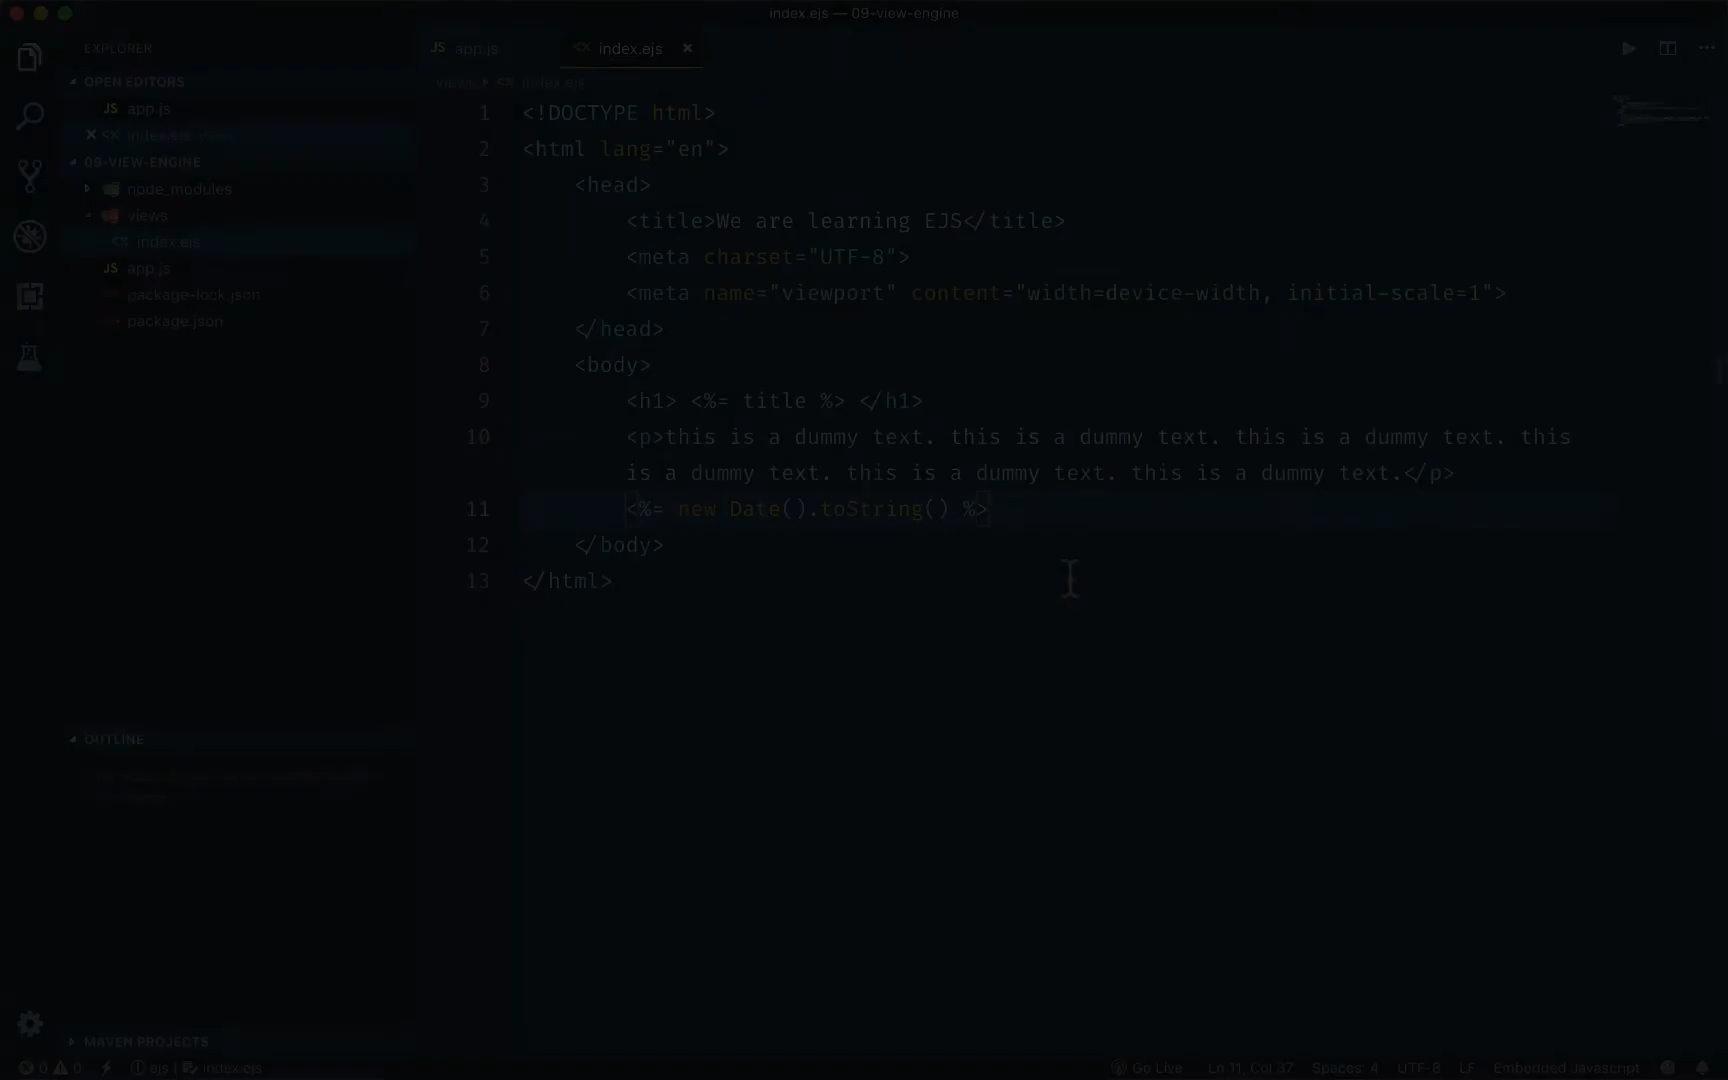 index.ejs — 09-view-engine
EXPLORER
OPEN EDITORS
JS app.js
index.ejs views
09-VIEW-ENGINE
node_modules
views
<> index.ejs
JS app.js
package-lock.json
package.json
OUTLINE
MAVEN PROJECTS
JS app.js
<> index.ejs ×
views <> index.ejs
1 <!DOCTYPE html>
2 <html lang="en">
3 <head>
4 <title>We are learning EJS</title>
5 <meta charset="UTF-8">
6 <meta name="viewport" content="width=device-width, initial-scale=1">
7 </head>
8 <body>
9 <h1> <%= title %> </h1>
10 <p>this is a dummy text. this is a dummy text. this is a dummy text. this
is a dummy text. this is a dummy text. this is a dummy text.</p>
11 <%= new Date().toString() %>
12 </body>
13 </html>
0 0 ejs | index.ejs
Go Live Ln 11, Col 37 Spaces: 4 UTF-8 LF Embedded Javascript